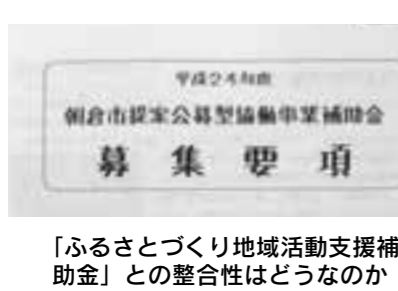 平成24年度
朝倉市提案公募型協働事業補助金
募集要項
「ふるさとづくり地域活動支援補
助金」との整合性はどうなのか